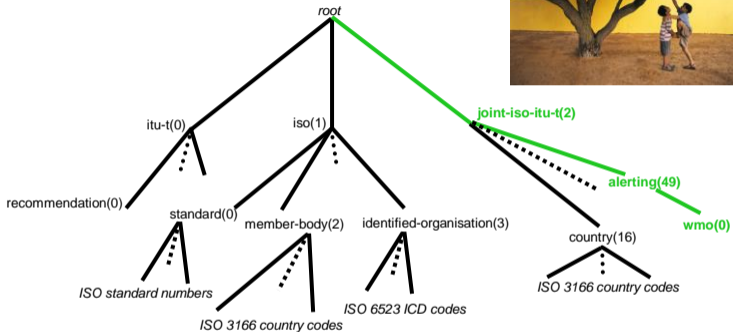 root
itu-t(0)
iso(1)
joint-iso-itu-t(2)
recommendation(0)
standard(0)
member-body(2)
identified-organisation(3)
alerting(49)
wmo(0)
country(16)
ISO standard numbers
ISO 3166 country codes
ISO 6523 ICD codes
ISO 3166 country codes